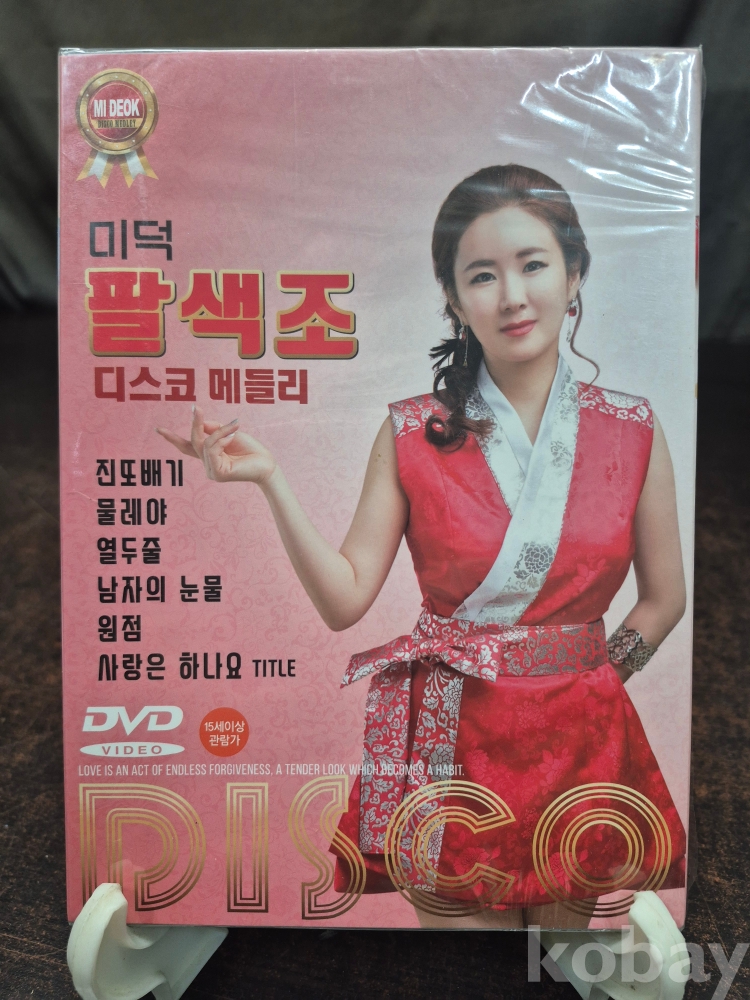 MI DEOK
DISCO MEDLEY
미덕
팔색조
디스코 메들리
진또배기
물레야
열두줄
남자의 눈물
원점
사랑은 하나요 TITLE
DVD
VIDEO
15세이상
관람가
LOVE IS AN ACT OF ENDLESS FORGIVENESS, A TENDER LOOK WHICH BECOMES A HABIT.
DISCO
kobay